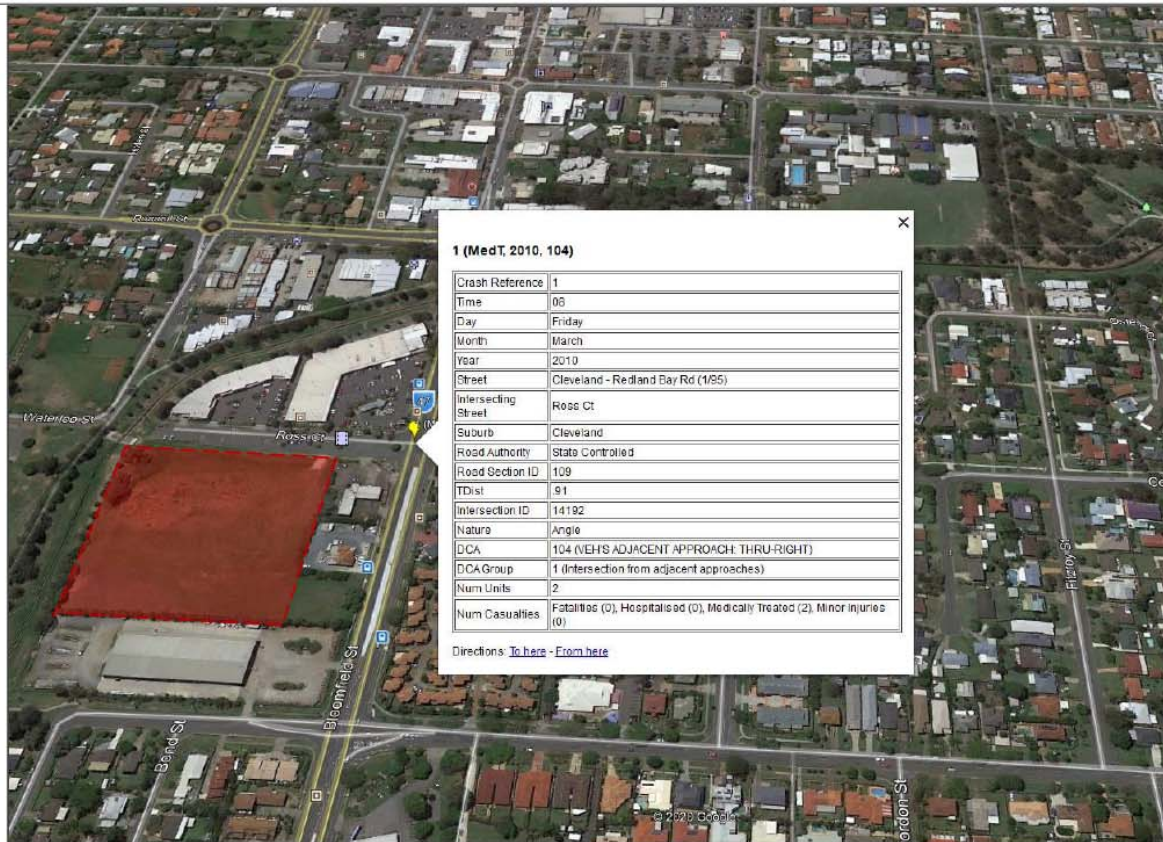 Russell St
1 (MedT, 2010, 104)
Crash Reference 1
Time 08
Day Friday
Month March
Year 2010
Street Cleveland - Redland Bay Rd (1/95)
Intersecting
Street Ross Ct
Suburb Cleveland
Road Authority State Controlled
Road Section ID 109
TDist .91
Intersection ID 14192
Nature Angle
DCA 104 (VEH'S ADJACENT APPROACH: THRU-RIGHT)
DCA Group 1 (Intersection from adjacent approaches)
Num Units 2
Num Casualties Fatalities (0), Hospitalised (0), Medically Treated (2), Minor Injuries
(0)
Directions: To here - From here
47
Waterloo St
Ross Ct
Fitzroy St
Bloomfield St
Bond St
Gordon St
© 2020 Google